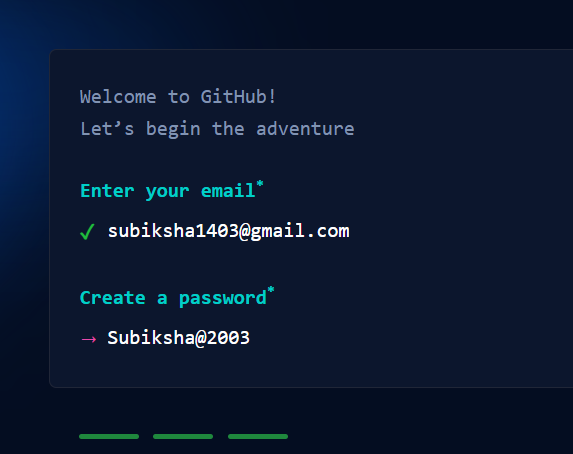 Welcome to GitHub!
Let’s begin the adventure
Enter your email*
✓ subiksha1403@gmail.com
Create a password*
→ Subiksha@2003